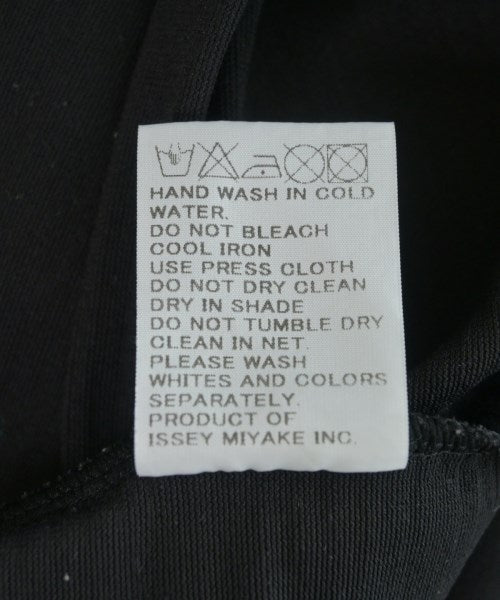 HAND WASH IN COLD
WATER.
DO NOT BLEACH
COOL IRON
USE PRESS CLOTH
DO NOT DRY CLEAN
DRY IN SHADE
DO NOT TUMBLE DRY
CLEAN IN NET.
PLEASE WASH
WHITES AND COLORS
SEPARATELY.
PRODUCT OF
ISSEY MIYAKE INC.